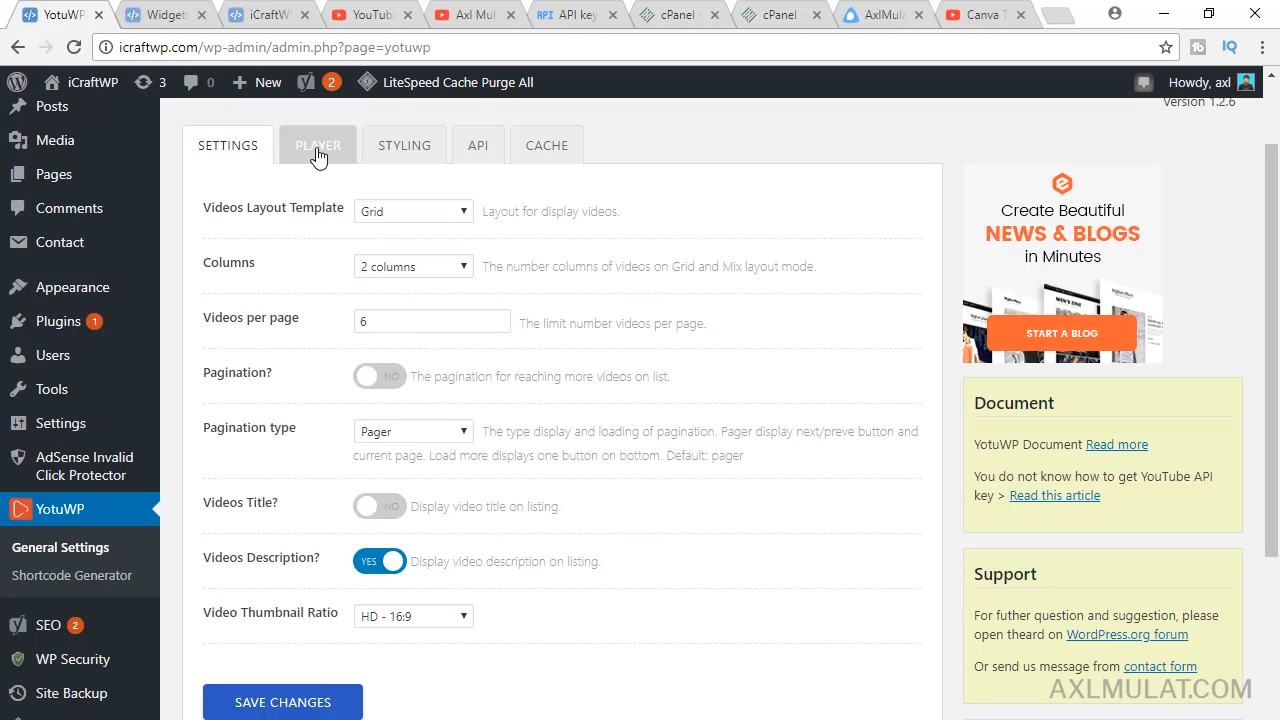 YotuWP
Widgets
iCraftWP
YouTube
Axl Mula
API key
cPanel
cPanel
AxlMula
Canva T
icraftwp.com/wp-admin/admin.php?page=yotuwp
iCraftWP
3
0
New
2
LiteSpeed Cache Purge All
Howdy, axl
Version 1.2.6
Posts
Media
Pages
Comments
Contact
Appearance
Plugins 1
Users
Tools
Settings
AdSense Invalid
Click Protector
YotuWP
General Settings
Shortcode Generator
SEO 2
WP Security
Site Backup
SETTINGS
PLAYER
STYLING
API
CACHE
Videos Layout Template
Grid
Layout for display videos.
Columns
2 columns
The number columns of videos on Grid and Mix layout mode.
Videos per page
6
The limit number videos per page.
Pagination?
NO
The pagination for reaching more videos on list.
Pagination type
Pager
The type display and loading of pagination. Pager display next/preve button and
current page. Load more displays one button on bottom. Default: pager
Videos Title?
NO
Display video title on listing.
Videos Description?
YES
Display video description on listing.
Video Thumbnail Ratio
HD - 16:9
SAVE CHANGES
Create Beautiful
NEWS & BLOGS
in Minutes
START A BLOG
Document
YotuWP Document Read more
You do not know how to get YouTube API
key > Read this article
Support
For futher question and suggestion, please
open theard on WordPress.org forum
Or send us message from contact form
AXLMULAT.COM